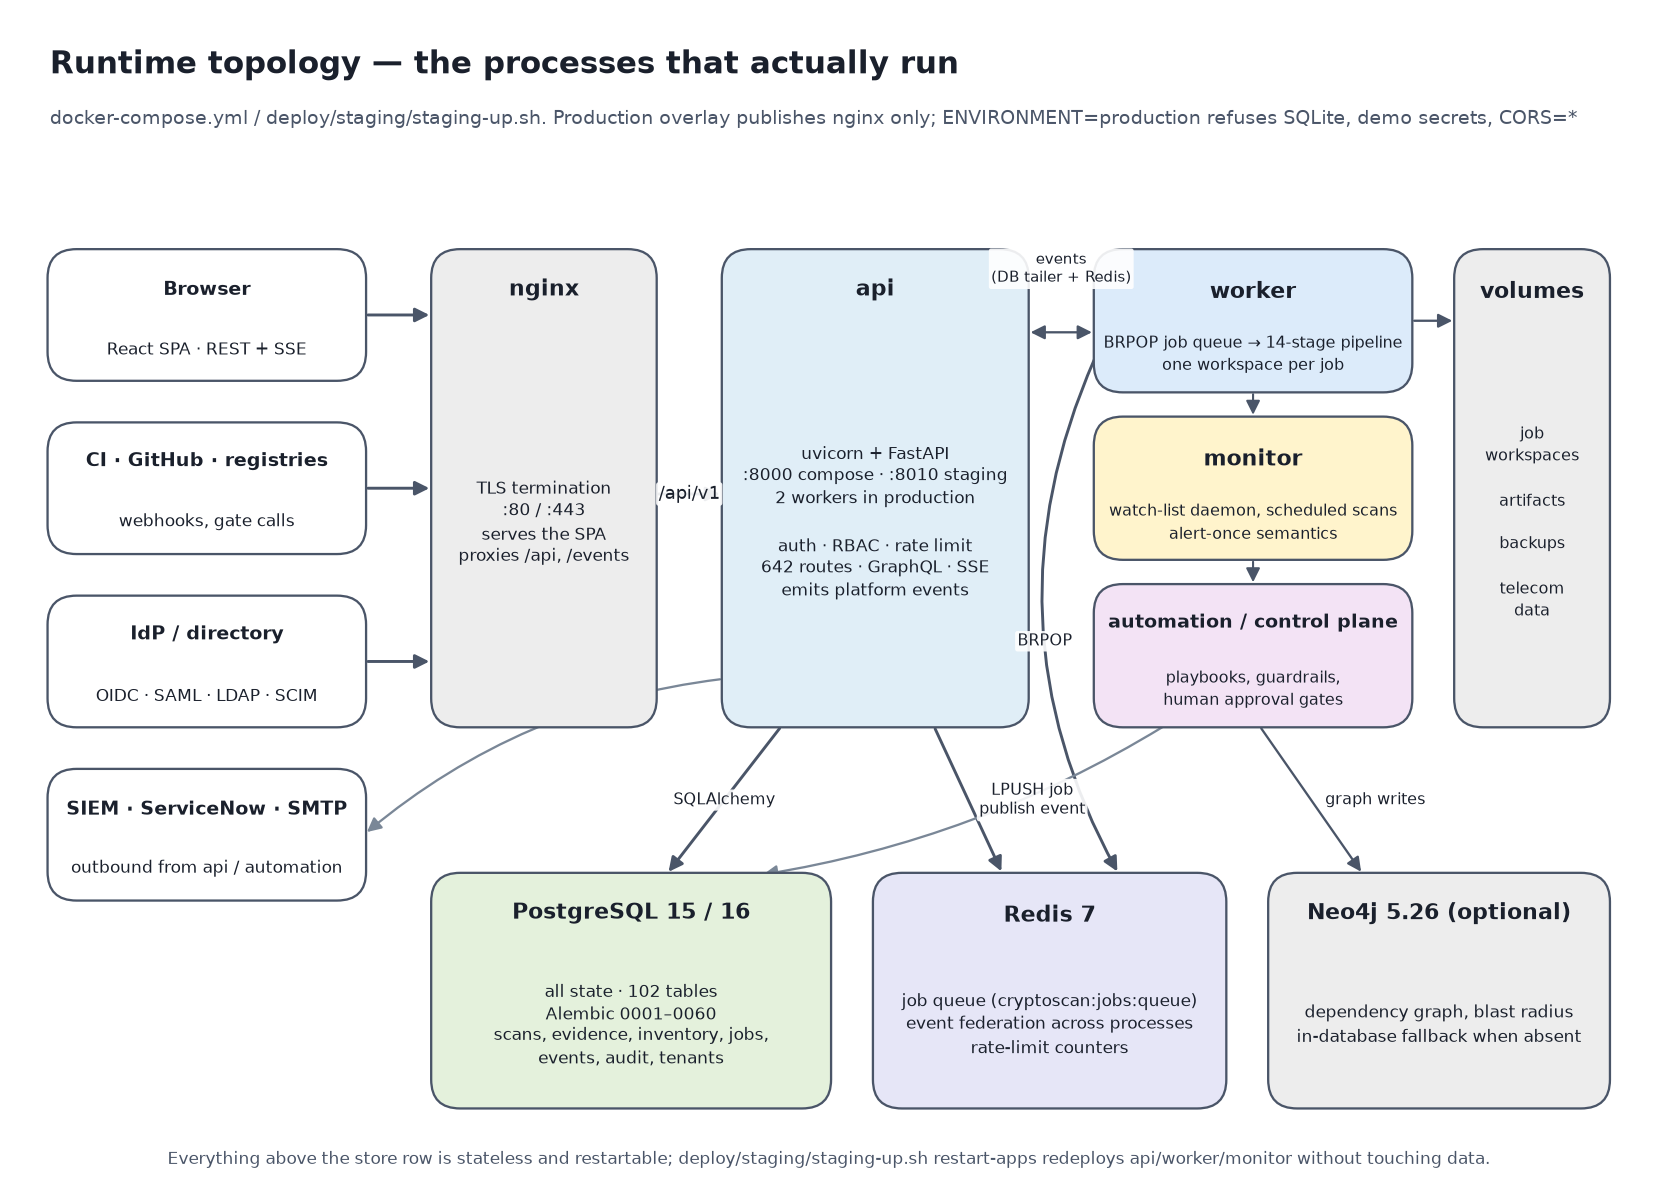 Runtime topology — the processes that actually run
docker-compose.yml / deploy/staging/staging-up.sh. Production overlay publishes nginx only; ENVIRONMENT=production refuses SQLite, demo secrets, CORS=*
Browser
React SPA · REST + SSE
CI · GitHub · registries
webhooks, gate calls
IdP / directory
OIDC · SAML · LDAP · SCIM
SIEM · ServiceNow · SMTP
outbound from api / automation
nginx
TLS termination
:80 / :443
serves the SPA
proxies /api, /events
/api/v1
api
uvicorn + FastAPI
:8000 compose · :8010 staging
2 workers in production
auth · RBAC · rate limit
642 routes · GraphQL · SSE
emits platform events
events
(DB tailer + Redis)
worker
BRPOP job queue → 14-stage pipeline
one workspace per job
monitor
watch-list daemon, scheduled scans
alert-once semantics
automation / control plane
playbooks, guardrails,
human approval gates
volumes
job
workspaces
artifacts
backups
telecom
data
BRPOP
SQLAlchemy
LPUSH job
publish event
graph writes
PostgreSQL 15 / 16
all state · 102 tables
Alembic 0001–0060
scans, evidence, inventory, jobs,
events, audit, tenants
Redis 7
job queue (cryptoscan:jobs:queue)
event federation across processes
rate-limit counters
Neo4j 5.26 (optional)
dependency graph, blast radius
in-database fallback when absent
Everything above the store row is stateless and restartable; deploy/staging/staging-up.sh restart-apps redeploys api/worker/monitor without touching data.